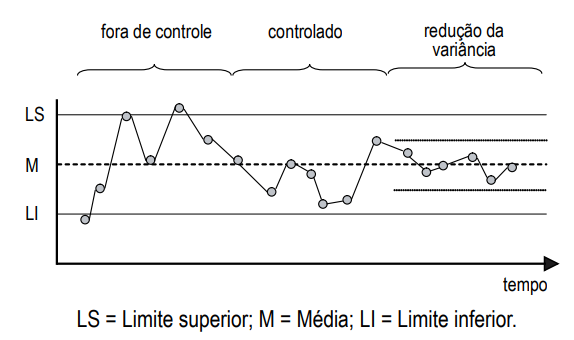 fora de controle
controlado
redução da
variância
LS
M
LI
tempo
LS = Limite superior; M = Média; LI = Limite inferior.